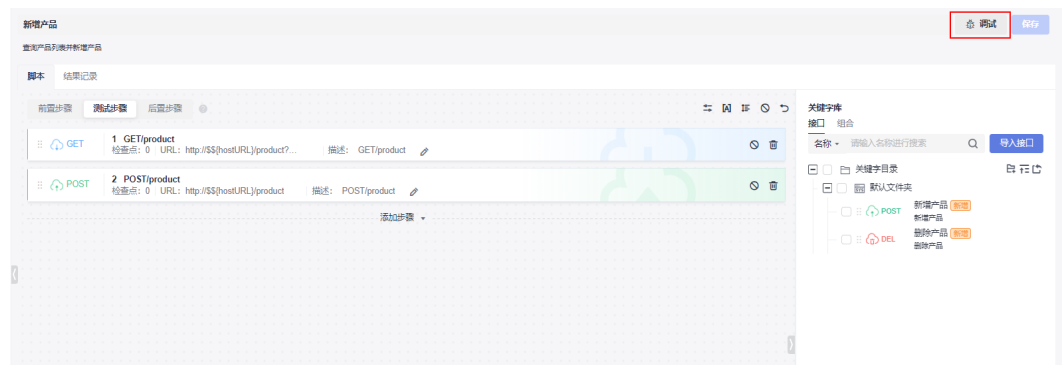 新增产品
调试
保存
查询产品列表并新增产品
脚本
结果记录
前置步骤
测试步骤
后置步骤
GET
1 GET/product
检查点: 0 URL: http://$${hostURL}/product?...
描述: GET/product
POST
2 POST/product
检查点: 0 URL: http://$${hostURL}/product
描述: POST/product
添加步骤
关键字库
接口
组合
名称
请输入名称进行搜索
导入接口
关键字目录
默认文件夹
POST
新增产品 新增
新增产品
DEL
删除产品 新增
删除产品